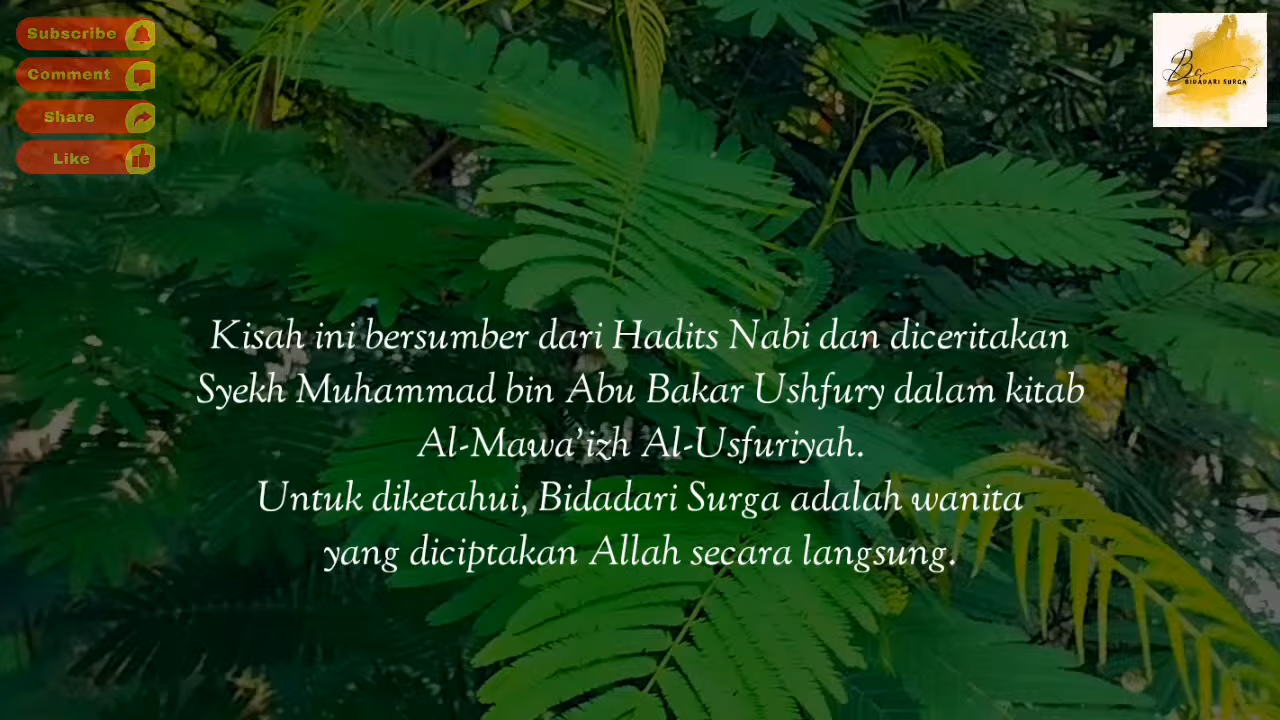 Subscribe
Comment
Share
Like
Bs
BIDADARI SURGA
Kisah ini bersumber dari Hadits Nabi dan diceritakan
Syekh Muhammad bin Abu Bakar Ushfury dalam kitab
Al-Mawa’izh Al-Usfuriyah.
Untuk diketahui, Bidadari Surga adalah wanita
yang diciptakan Allah secara langsung.